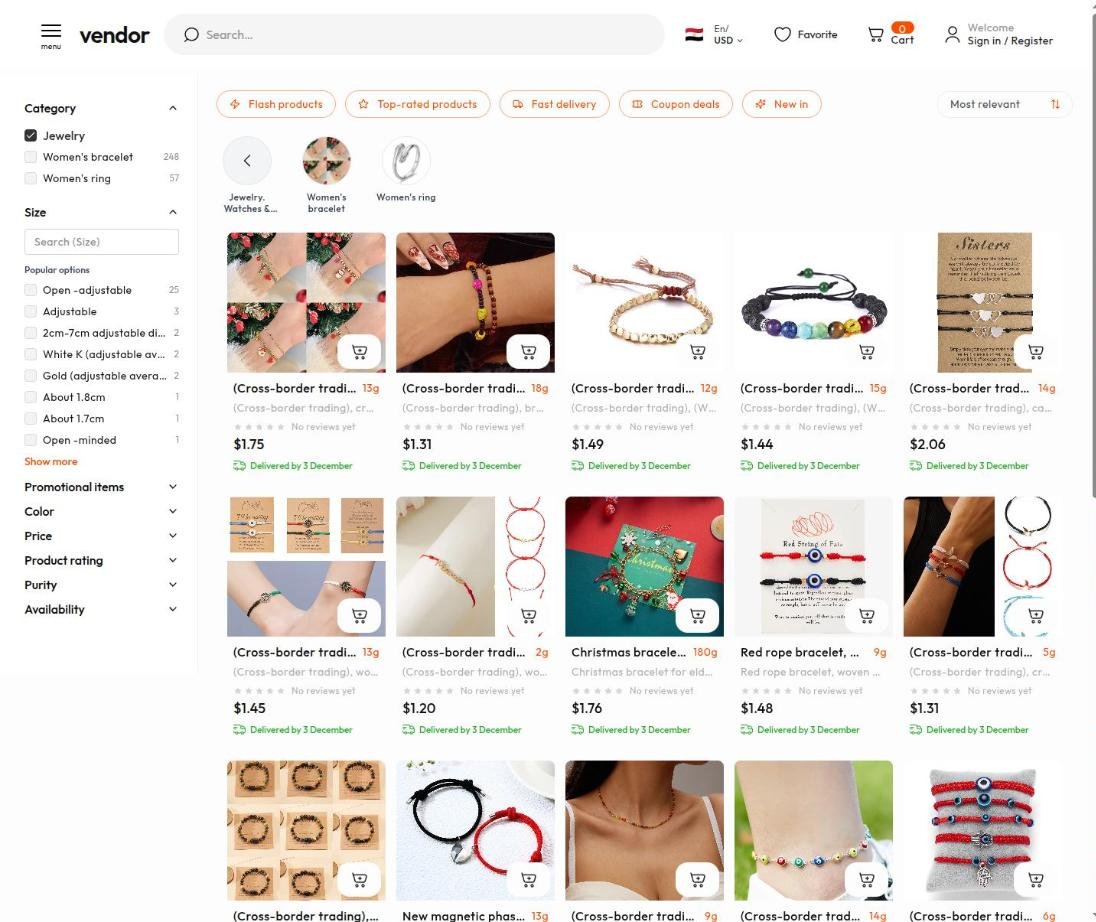 menu
vendor
Search...
En/
USD
Favorite
0
Cart
Welcome
Sign in / Register
Category
Jewelry
Women's bracelet 248
Women's ring 57
Size
Search (Size)
Popular options
Open -adjustable 25
Adjustable 3
2cm-7cm adjustable di... 2
White K (adjustable av... 2
Gold (adjustable avera... 2
About 1.8cm 1
About 1.7cm 1
Open -minded 1
Show more
Promotional items
Color
Price
Product rating
Purity
Availability
Flash products
Top-rated products
Fast delivery
Coupon deals
New in
Most relevant
Jewelry.
Watches &...
Women's
bracelet
Women's ring
Sisters
(Cross-border tradi... 13g
(Cross-border trading), cr...
No reviews yet
$1.75
Delivered by 3 December
(Cross-border tradi... 18g
(Cross-border trading), br...
No reviews yet
$1.31
Delivered by 3 December
(Cross-border tradi... 12g
(Cross-border trading), (W...
No reviews yet
$1.49
Delivered by 3 December
(Cross-border tradi... 15g
(Cross-border trading), (W...
No reviews yet
$1.44
Delivered by 3 December
(Cross-border trad... 14g
(Cross-border trading), ca...
No reviews yet
$2.06
Delivered by 3 December
christmas
Red String of Fate
(Cross-border tradi... 13g
(Cross-border trading), wo...
No reviews yet
$1.45
Delivered by 3 December
(Cross-border tradi... 2g
(Cross-border trading), wo...
No reviews yet
$1.20
Delivered by 3 December
Christmas bracele... 180g
Christmas bracelet for eld...
No reviews yet
$1.76
Delivered by 3 December
Red rope bracelet, ... 9g
Red rope bracelet, woven ...
No reviews yet
$1.48
Delivered by 3 December
(Cross-border tradi... 5g
(Cross-border trading), cr...
No reviews yet
$1.31
Delivered by 3 December
(Cross-border trading),...
New magnetic phas... 13g
(Cross-border tradi... 9g
(Cross-border tradi... 14g
(Cross-border tradi... 6g